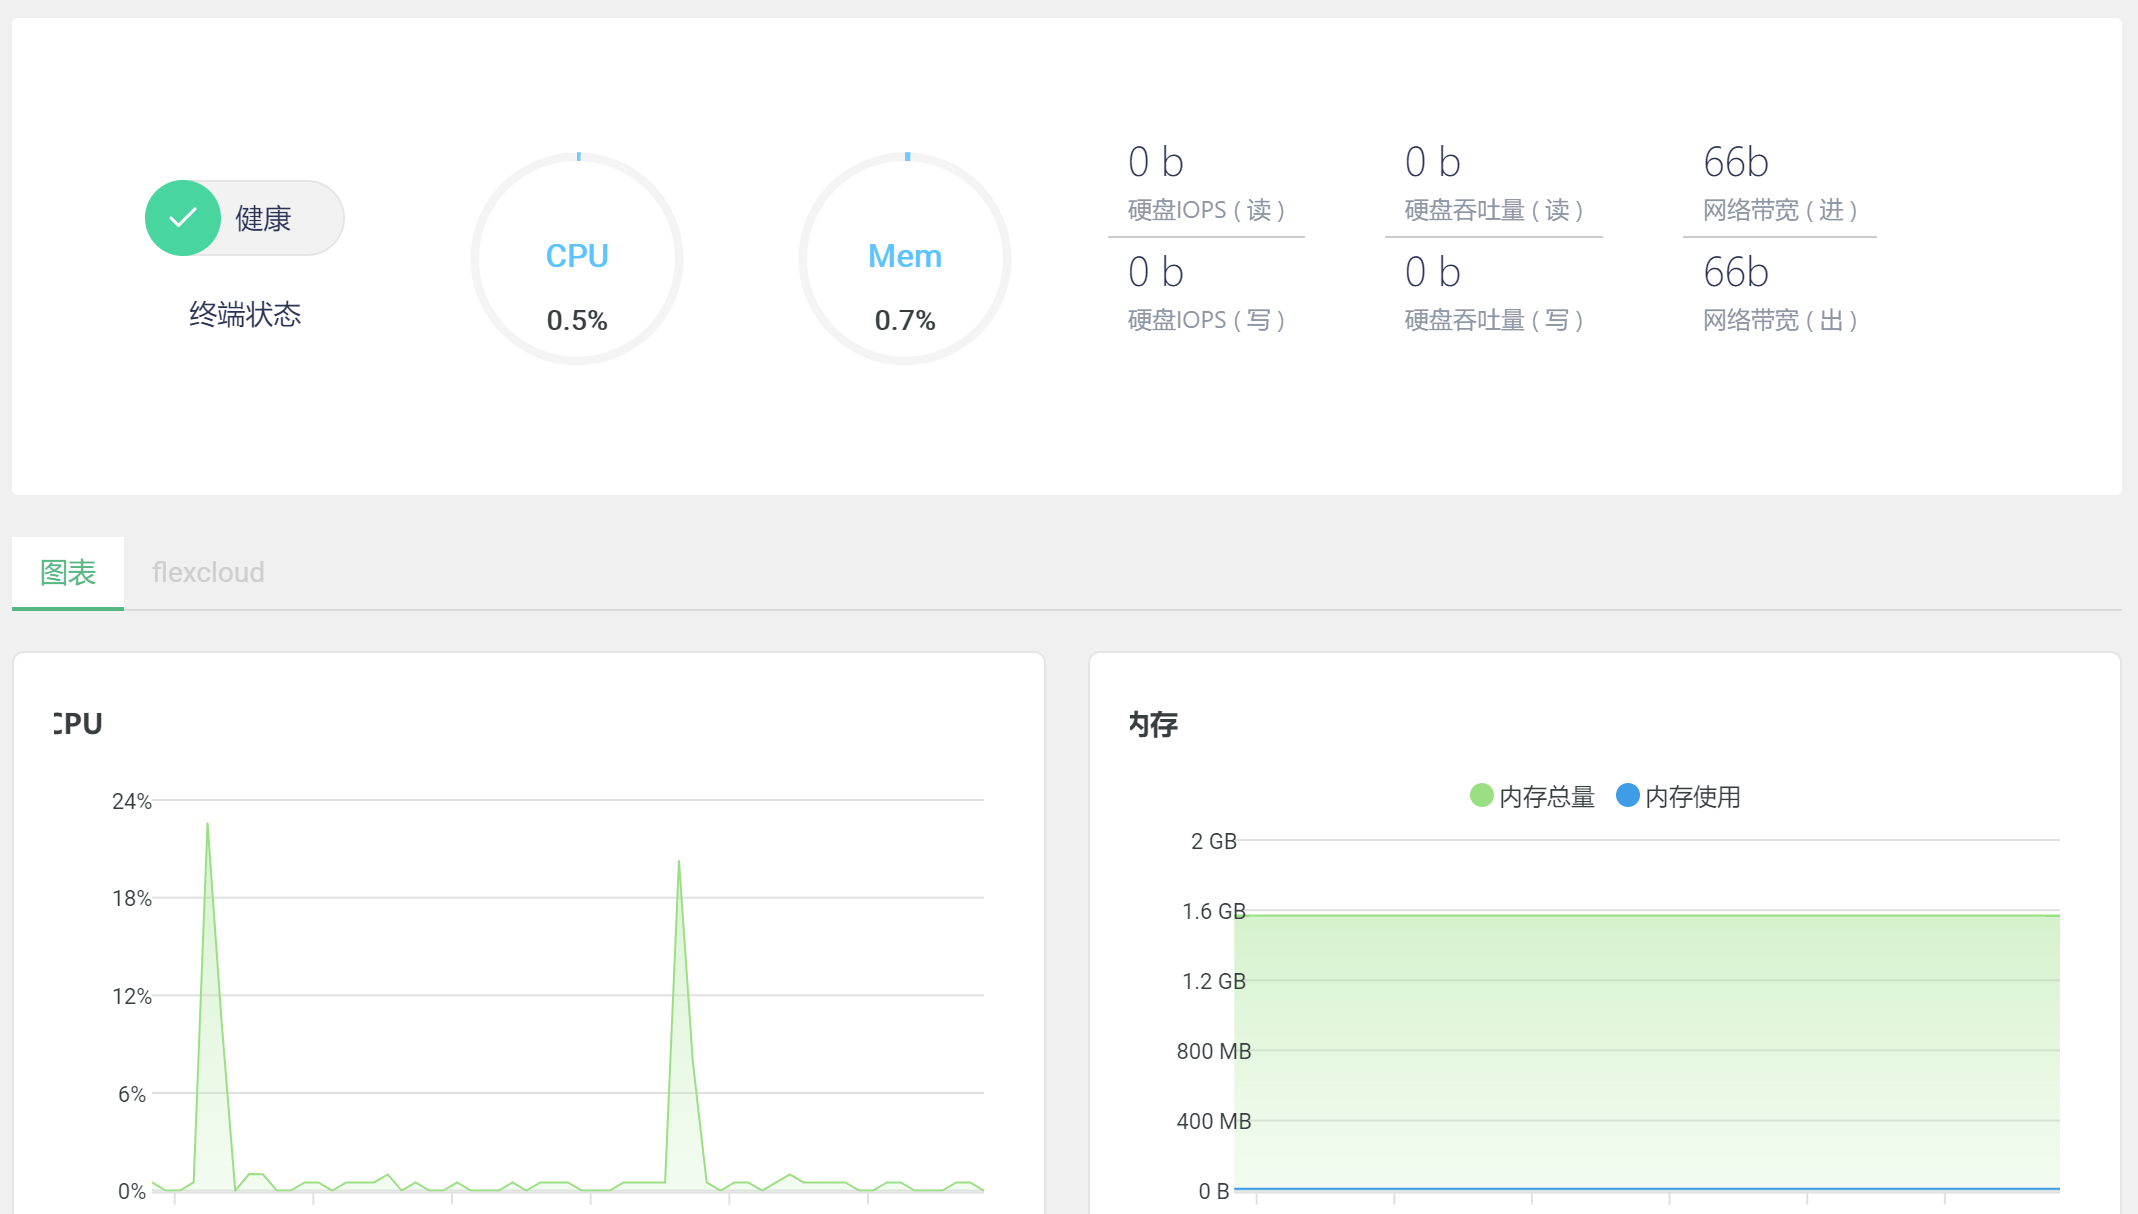 健康
终端状态
CPU
0.5%
Mem
0.7%
0 b
硬盘IOPS ( 读 )
0 b
硬盘IOPS ( 写 )
0 b
硬盘吞吐量 ( 读 )
0 b
硬盘吞吐量 ( 写 )
66b
网络带宽 ( 进 )
66b
网络带宽 ( 出 )
图表
flexcloud
CPU
24%
18%
12%
6%
0%
内存
内存总量
内存使用
2 GB
1.6 GB
1.2 GB
800 MB
400 MB
0 B